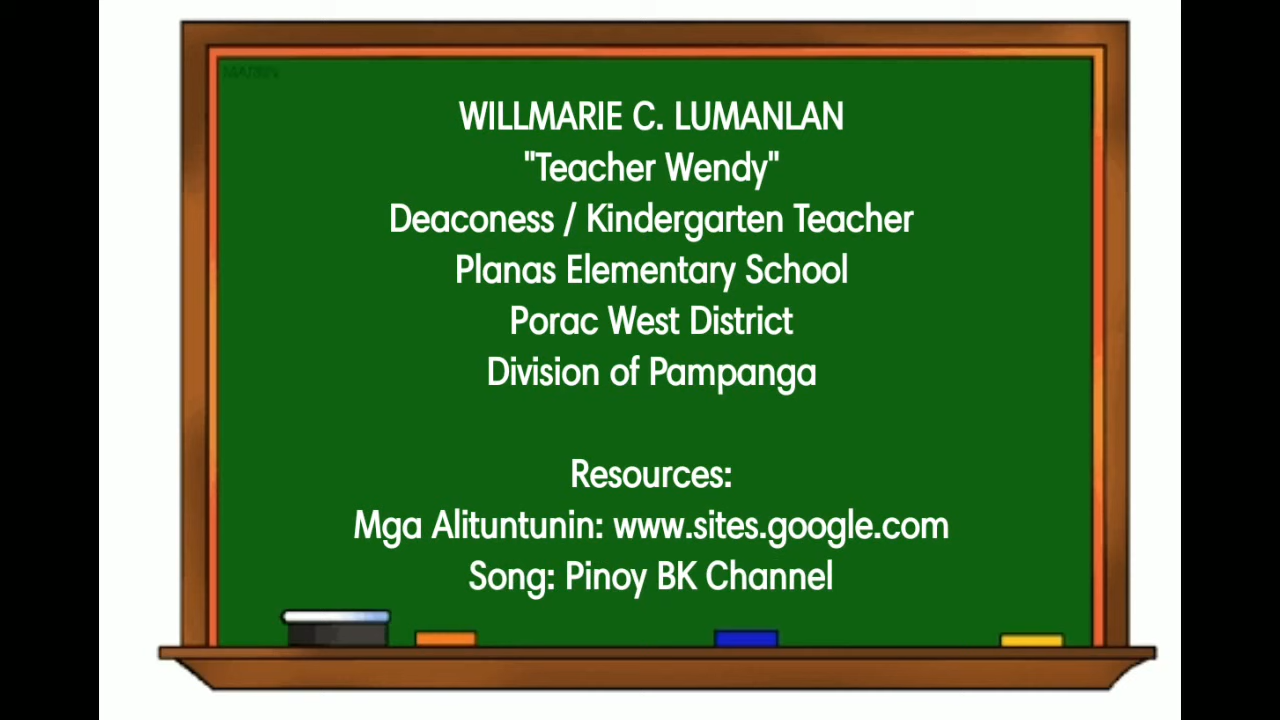 WILLMARIE C. LUMANLAN
"Teacher Wendy"
Deaconess / Kindergarten Teacher
Planas Elementary School
Porac West District
Division of Pampanga
Resources:
Mga Alituntunin: www.sites.google.com
Song: Pinoy BK Channel